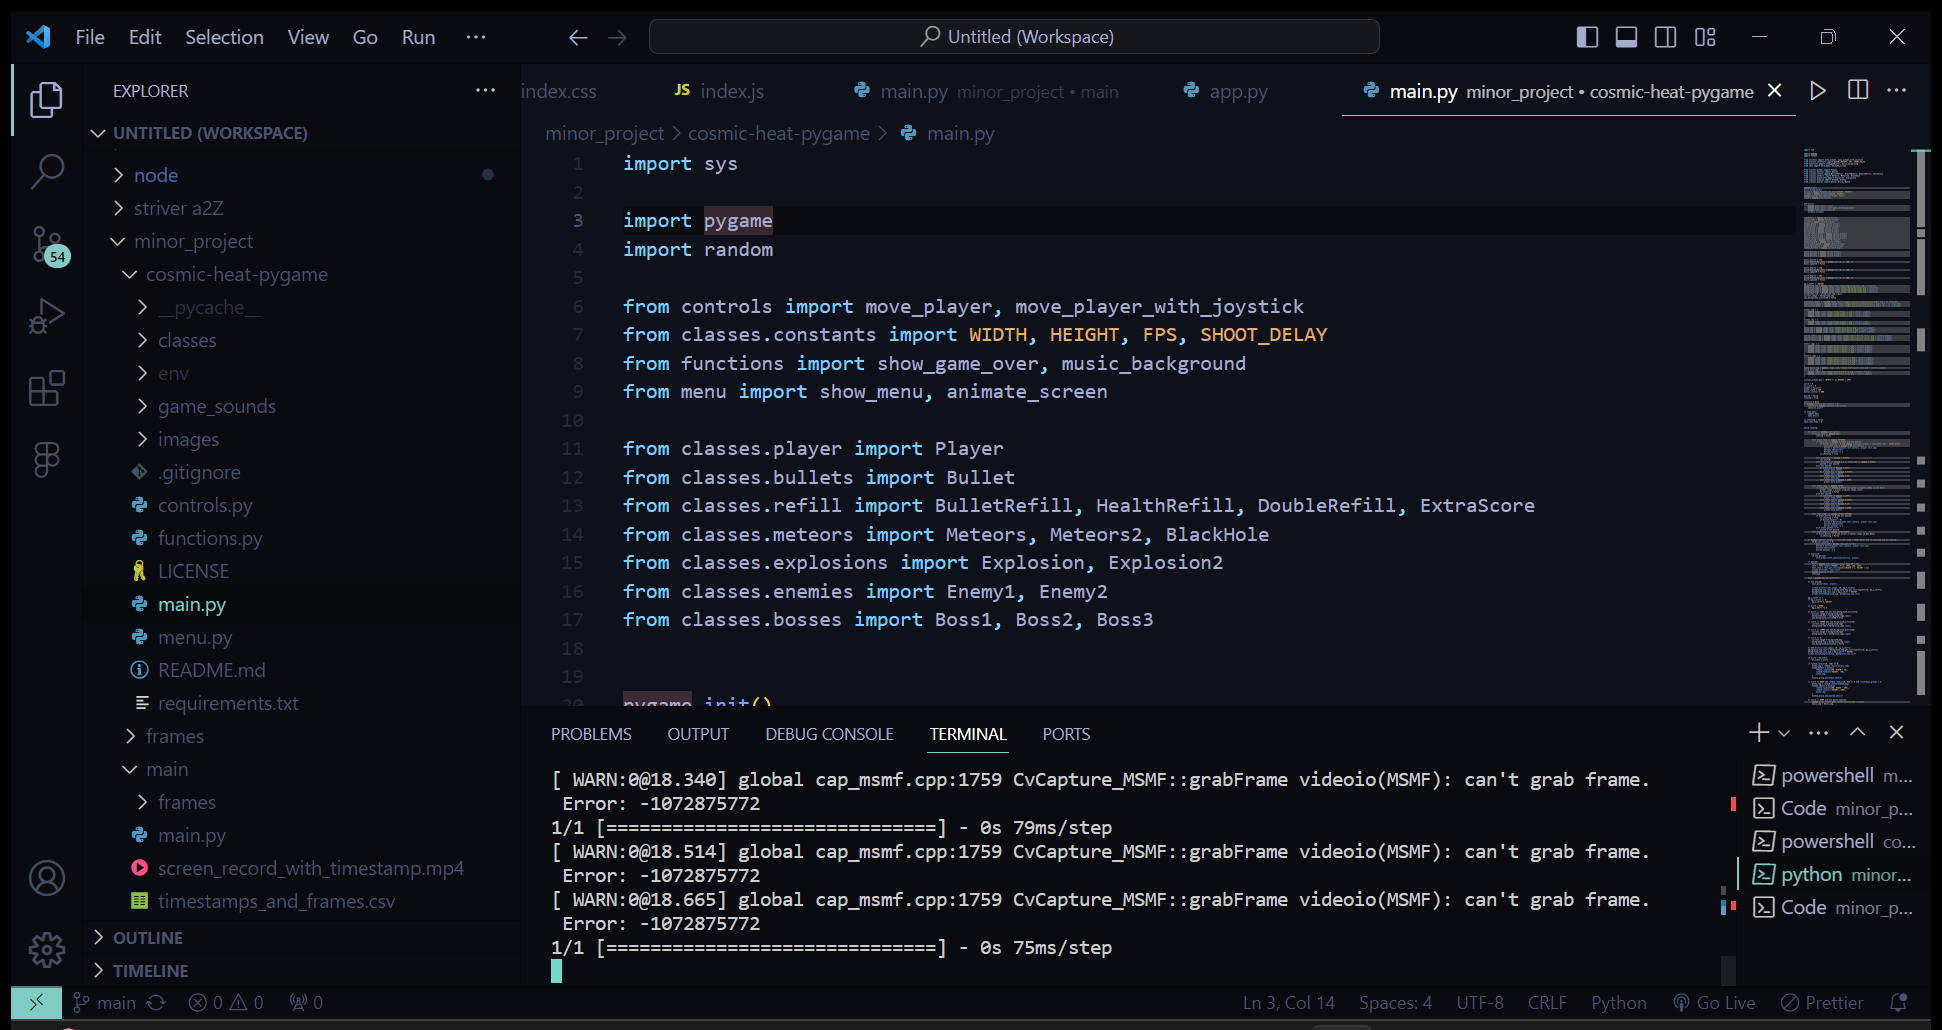 File Edit Selection View Go Run ···
Untitled (Workspace)
EXPLORER ···
UNTITLED (WORKSPACE)
node
striver a2Z
minor_project
cosmic-heat-pygame
__pycache__
classes
env
game_sounds
images
.gitignore
controls.py
functions.py
LICENSE
main.py
menu.py
README.md
requirements.txt
frames
main
frames
main.py
screen_record_with_timestamp.mp4
timestamps_and_frames.csv
OUTLINE
TIMELINE
54
index.css JS index.js main.py minor_project • main app.py main.py minor_project • cosmic-heat-pygame
minor_project > cosmic-heat-pygame > main.py
1 import sys
2
3 import pygame
4 import random
5
6 from controls import move_player, move_player_with_joystick
7 from classes.constants import WIDTH, HEIGHT, FPS, SHOOT_DELAY
8 from functions import show_game_over, music_background
9 from menu import show_menu, animate_screen
10
11 from classes.player import Player
12 from classes.bullets import Bullet
13 from classes.refill import BulletRefill, HealthRefill, DoubleRefill, ExtraScore
14 from classes.meteors import Meteors, Meteors2, BlackHole
15 from classes.explosions import Explosion, Explosion2
16 from classes.enemies import Enemy1, Enemy2
17 from classes.bosses import Boss1, Boss2, Boss3
18
19
20 pygame.init()
PROBLEMS OUTPUT DEBUG CONSOLE TERMINAL PORTS
[ WARN:0@18.340] global cap_msmf.cpp:1759 CvCapture_MSMF::grabFrame videoio(MSMF): can't grab frame.
Error: -1072875772
1/1 [==============================] - 0s 79ms/step
[ WARN:0@18.514] global cap_msmf.cpp:1759 CvCapture_MSMF::grabFrame videoio(MSMF): can't grab frame.
Error: -1072875772
[ WARN:0@18.665] global cap_msmf.cpp:1759 CvCapture_MSMF::grabFrame videoio(MSMF): can't grab frame.
Error: -1072875772
1/1 [==============================] - 0s 75ms/step
powershell m...
Code minor_p...
powershell co...
python minor...
Code minor_p...
main 0 0 0 Ln 3, Col 14 Spaces: 4 UTF-8 CRLF Python Go Live Prettier